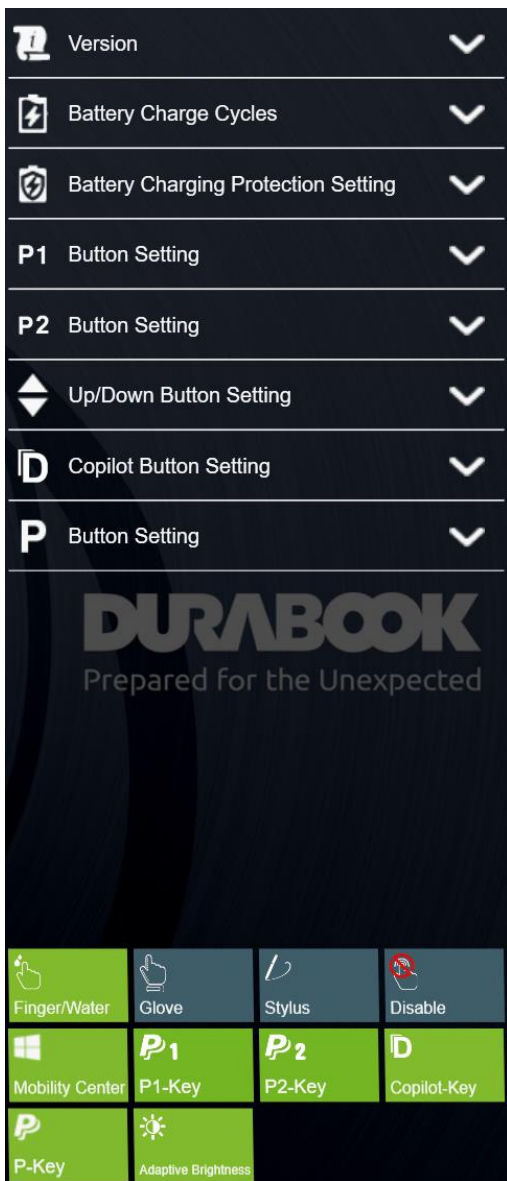 Version
Battery Charge Cycles
Battery Charging Protection Setting
P1 Button Setting
P2 Button Setting
Up/Down Button Setting
D Copilot Button Setting
P Button Setting
DURABOOK
Prepared for the Unexpected
Finger/Water Glove Stylus Disable
P1 P2 D
Mobility Center P1-Key P2-Key Copilot-Key
P
P-Key Adaptive Brightness